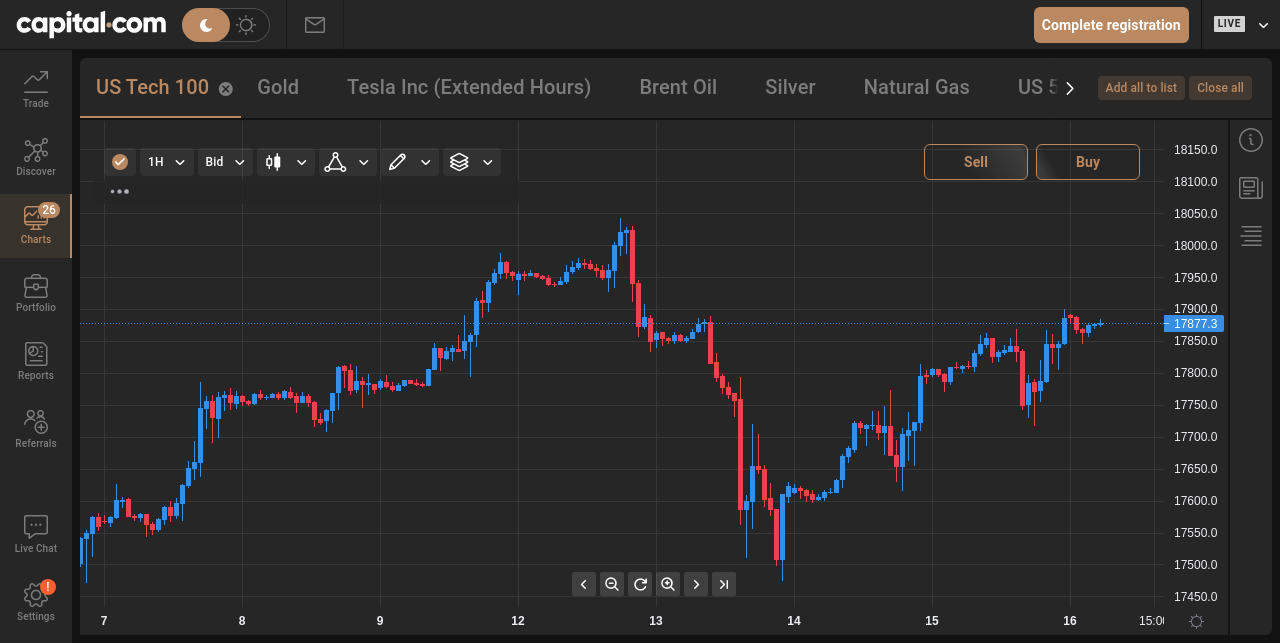 capital.com
Complete registration
LIVE
Trade
Discover
26
Charts
Portfolio
Reports
Referrals
Live Chat
!
Settings
US Tech 100
Gold
Tesla Inc (Extended Hours)
Brent Oil
Silver
Natural Gas
US 5
Add all to list
Close all
1H
Bid
Sell
Buy
18150.0
18100.0
18050.0
18000.0
17950.0
17900.0
17877.3
17850.0
17800.0
17750.0
17700.0
17650.0
17600.0
17550.0
17500.0
17450.0
7
8
9
12
13
14
15
16
15:00